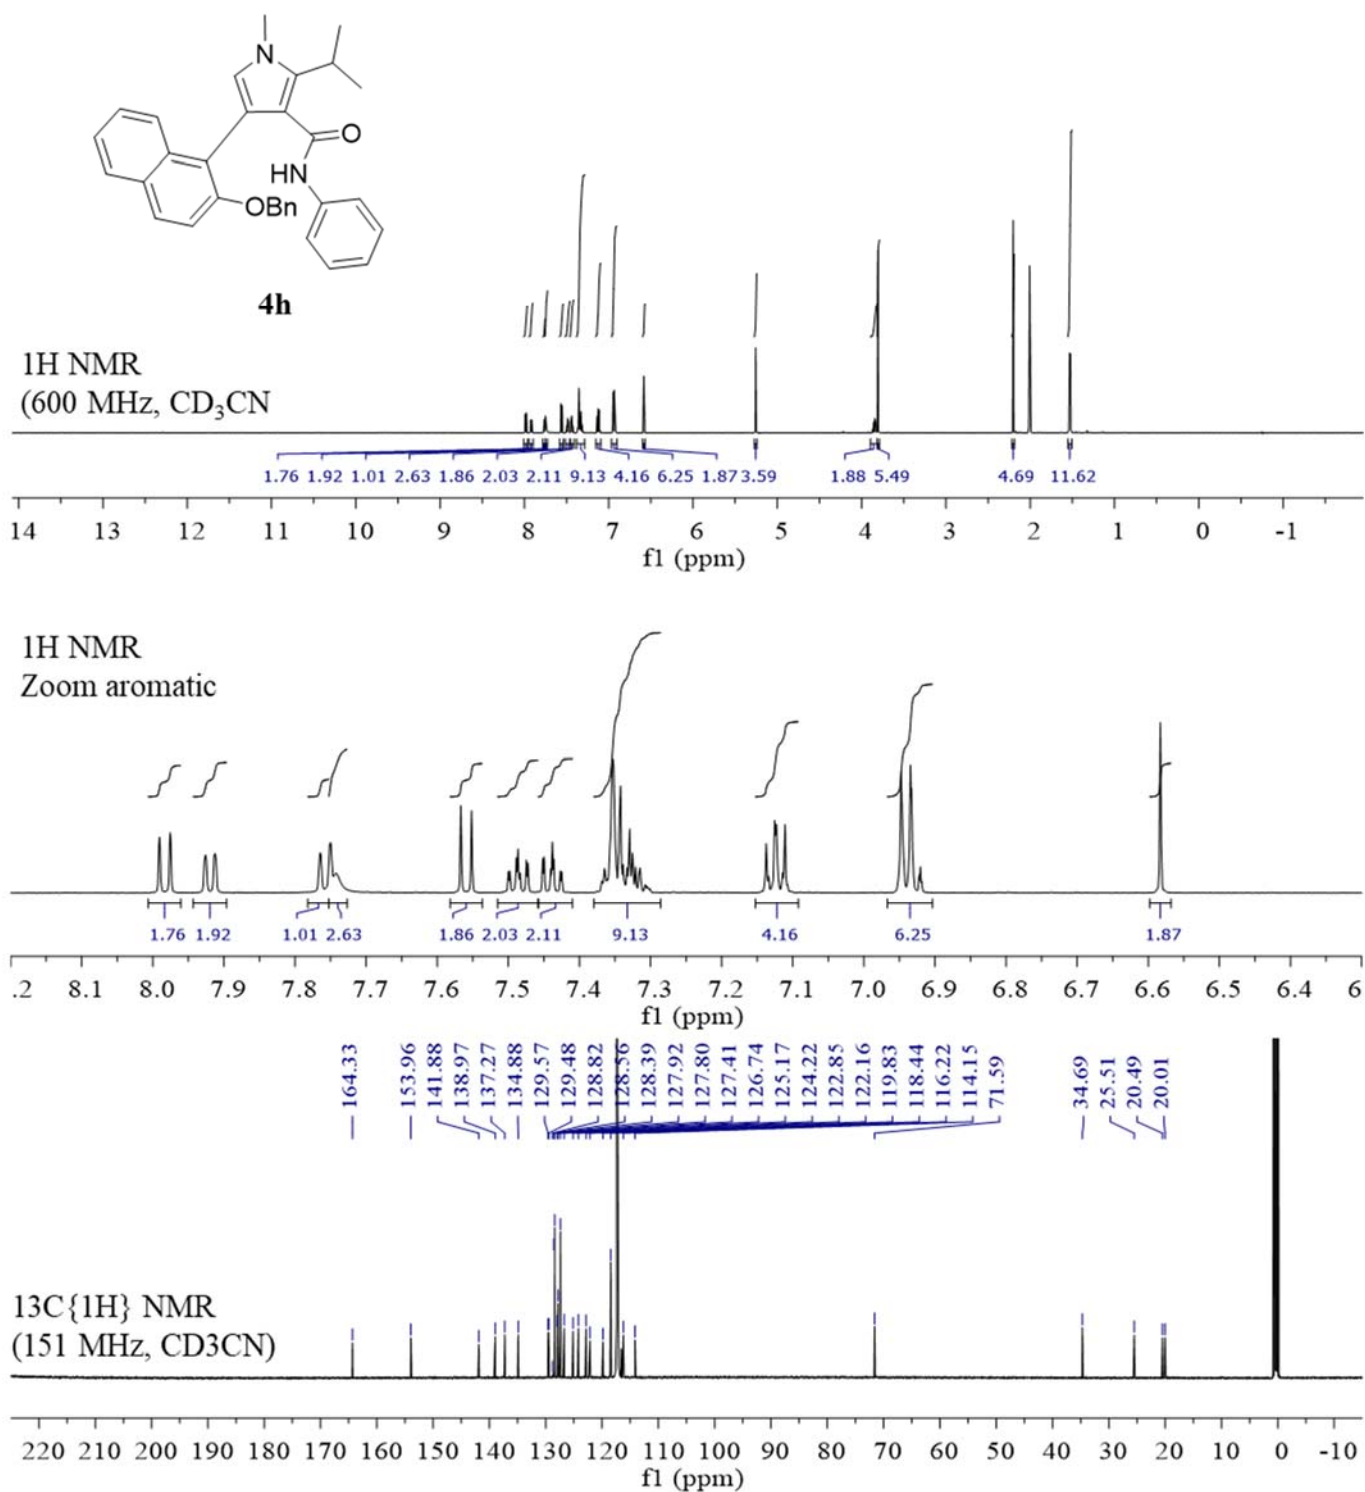 N
O
HN
OBn
4h
1H NMR
(600 MHz, CD₃CN
1.76 1.92 1.01 2.63 1.86 2.03 2.11 9.13 4.16 6.25 1.87 3.59 1.88 5.49 4.69 11.62
14 13 12 11 10 9 8 7 6 5 4 3 2 1 0 -1
f1 (ppm)
1H NMR
Zoom aromatic
1.76 1.92 1.01 2.63 1.86 2.03 2.11 9.13 4.16 6.25 1.87
.2 8.1 8.0 7.9 7.8 7.7 7.6 7.5 7.4 7.3 7.2 7.1 7.0 6.9 6.8 6.7 6.6 6.5 6.4 6
f1 (ppm)
164.33 153.96 141.88 138.97 137.27 134.88 129.57 129.48 128.82 128.56 128.39 127.92 127.80 127.41 126.74 125.17 124.22 122.85 122.16 119.83 118.44 116.22 114.15 71.59 34.69 25.51 20.49 20.01
13C{1H} NMR
(151 MHz, CD3CN)
220 210 200 190 180 170 160 150 140 130 120 110 100 90 80 70 60 50 40 30 20 10 0 -10
f1 (ppm)